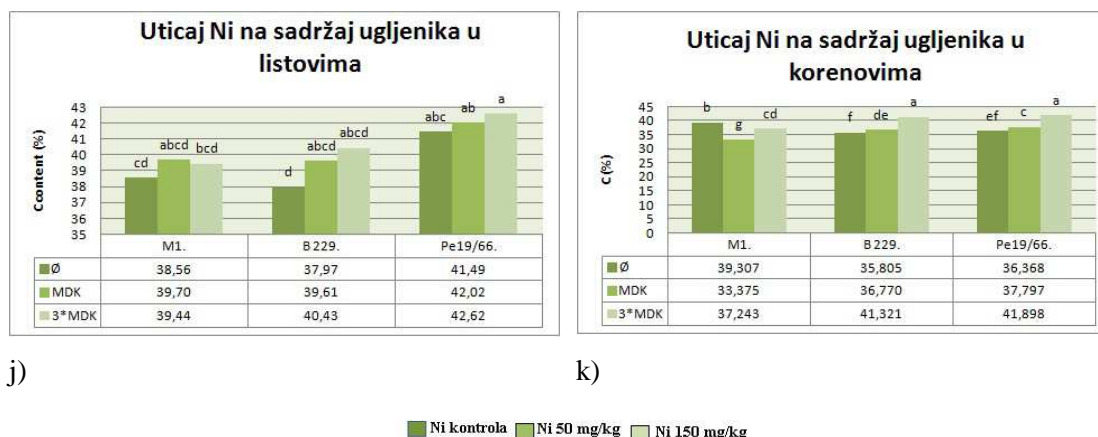 Uticaj Ni na sadržaj ugljenika u
listovima
Ccontent (%)
43
42
41
40
39
38
37
36
35
cd
abcd
bcd
d
abcd
abcd
abc
ab
a
M1.
B 229.
Pe19/66.
Ø
38,56
37,97
41,49
MDK
39,70
39,61
42,02
3*MDK
39,44
40,43
42,62
j)
Uticaj Ni na sadržaj ugljenika u
korenovima
C (%)
45
40
35
30
25
20
15
10
5
0
b
g
cd
f
de
a
ef
c
a
M1.
B 229.
Pe19/66.
Ø
39,307
35,805
36,368
MDK
33,375
36,770
37,797
3*MDK
37,243
41,321
41,898
k)
Ni kontrola Ni 50 mg/kg Ni 150 mg/kg